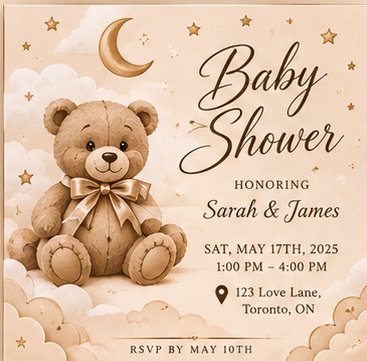 Baby
Shower
HONORING
Sarah & James
SAT, MAY 17TH, 2025
1:00 PM – 4:00 PM
123 Love Lane,
Toronto, ON
RSVP BY MAY 10TH